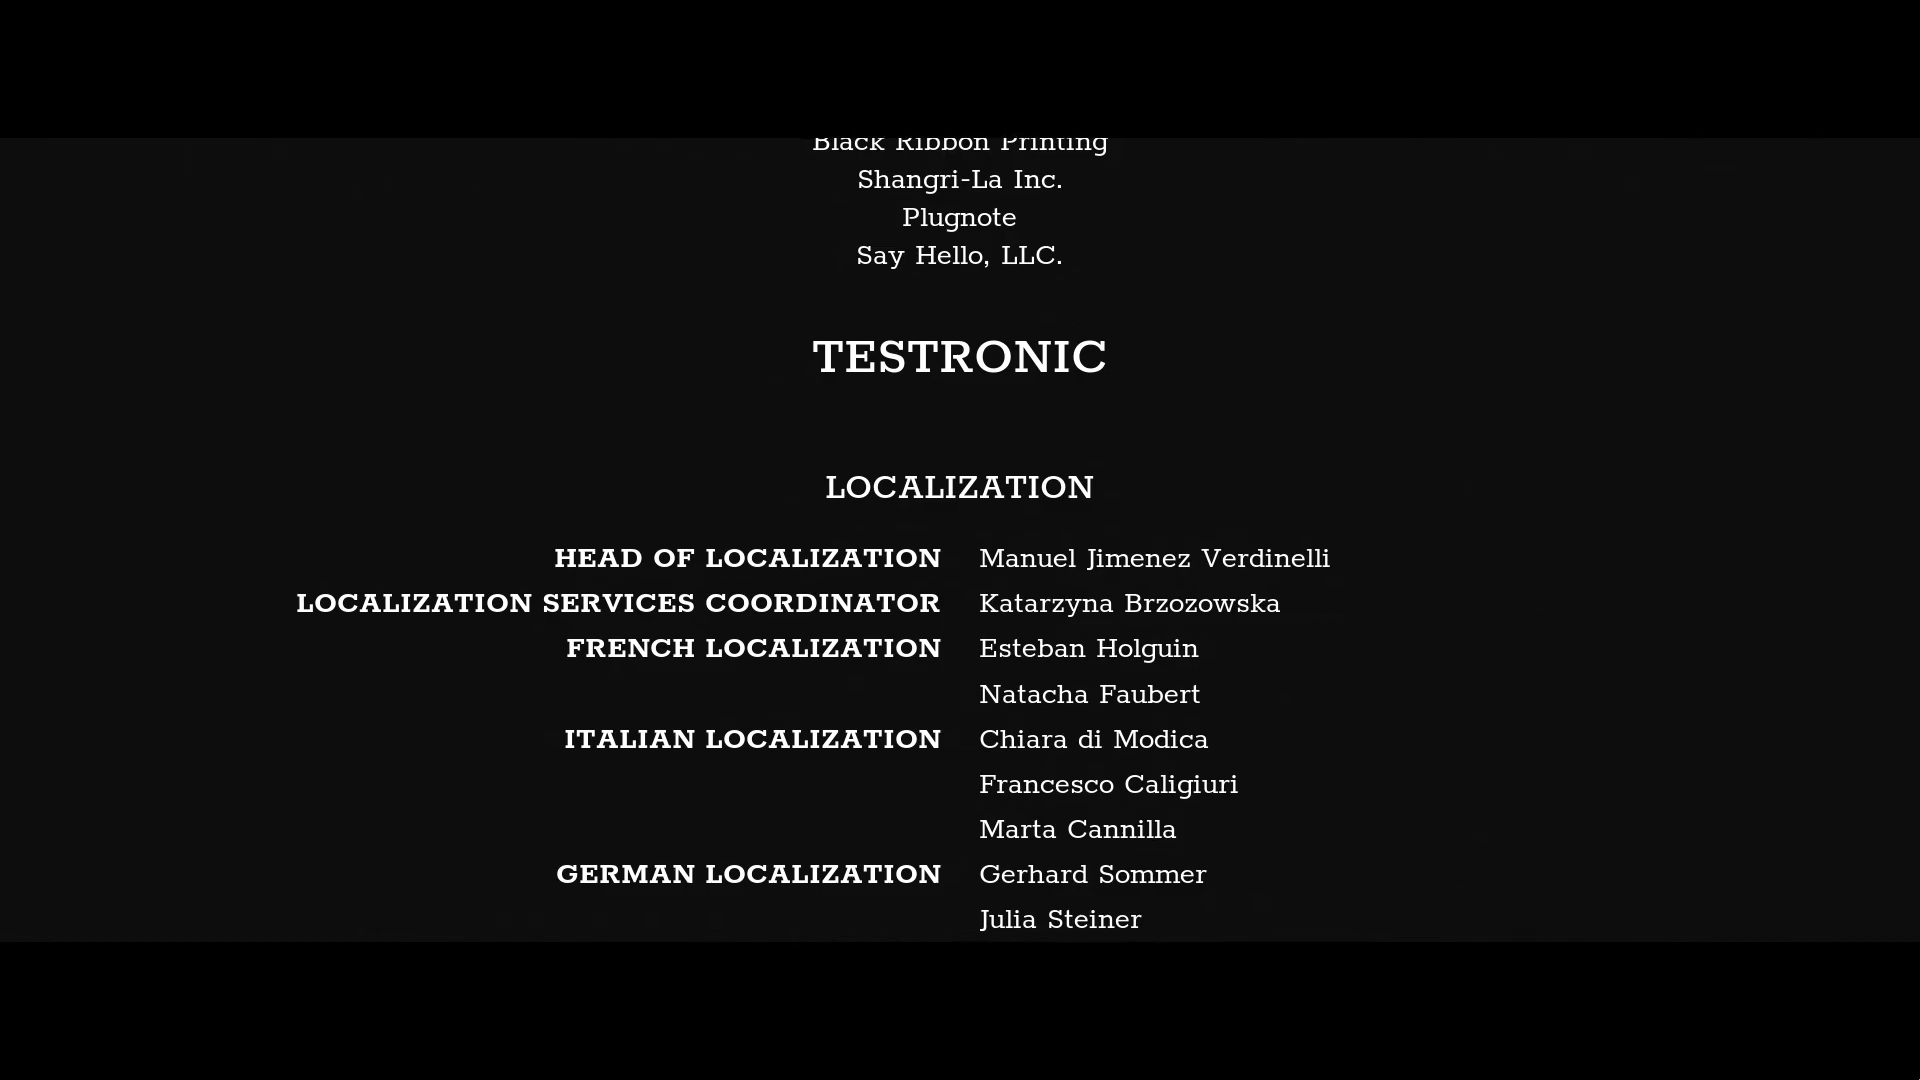 Black Ribbon Printing
Shangri-La Inc.
Plugnote
Say Hello, LLC.
TESTRONIC
LOCALIZATION
HEAD OF LOCALIZATION Manuel Jimenez Verdinelli
LOCALIZATION SERVICES COORDINATOR Katarzyna Brzozowska
FRENCH LOCALIZATION Esteban Holguin
Natacha Faubert
ITALIAN LOCALIZATION Chiara di Modica
Francesco Caligiuri
Marta Cannilla
GERMAN LOCALIZATION Gerhard Sommer
Julia Steiner